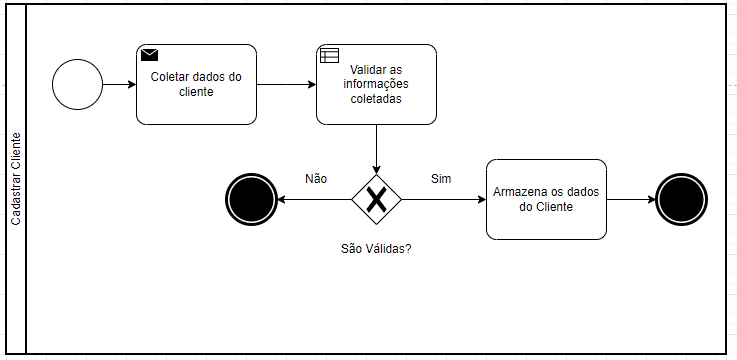 Cadastrar Cliente
Coletar dados do
cliente
Validar as
informações
coletadas
Não
Sim
Armazena os dados
do Cliente
São Válidas?